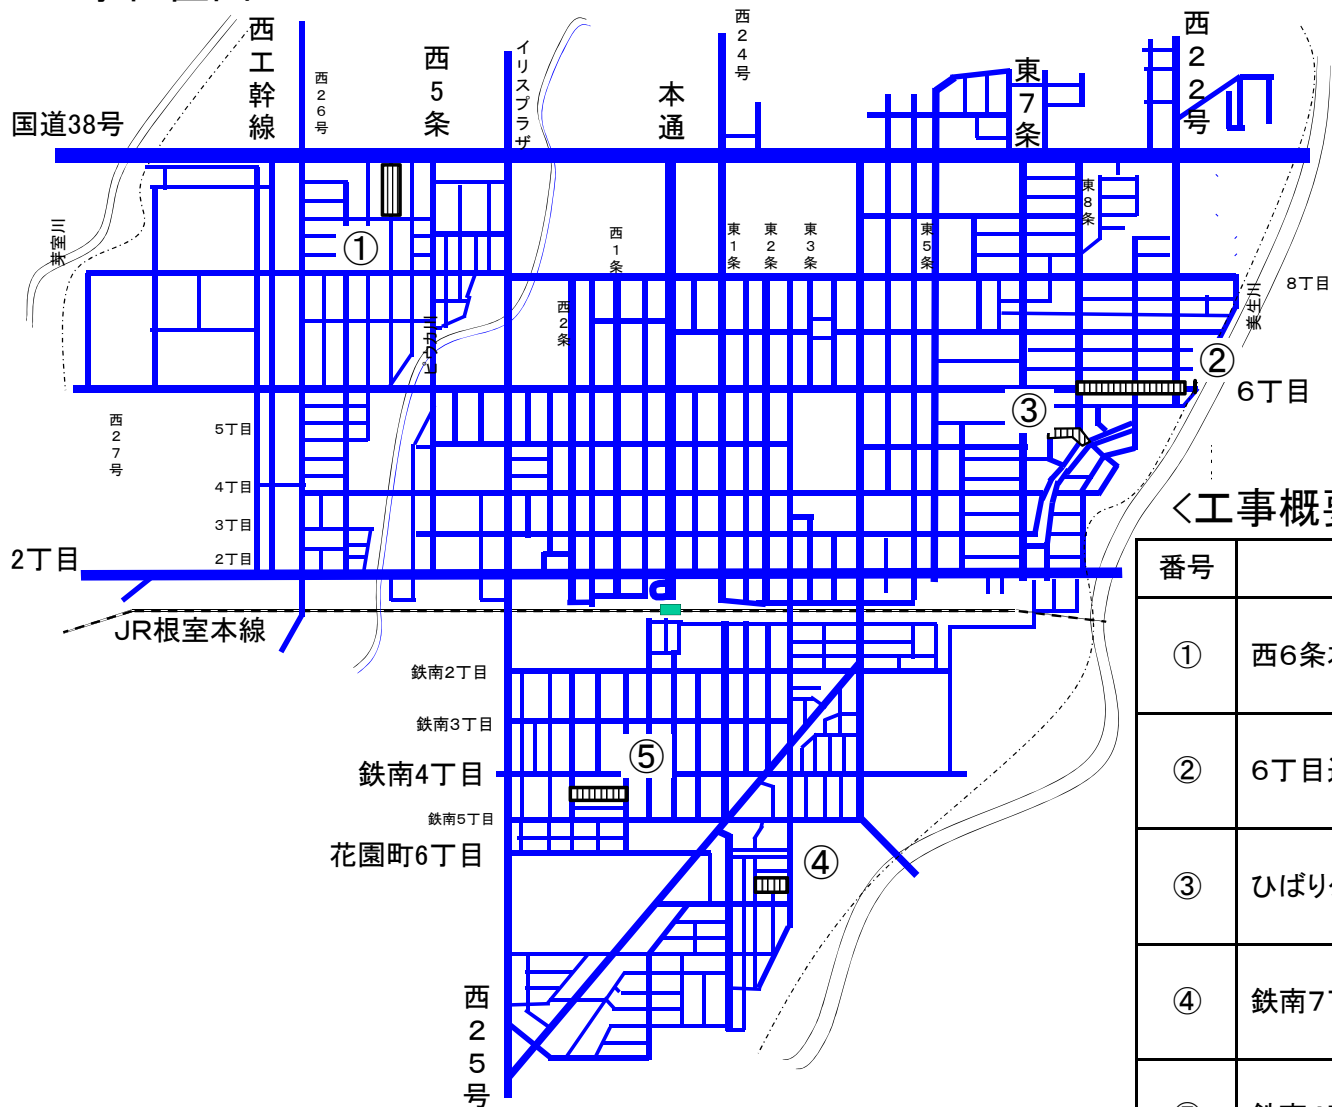 西工幹線
西26号
西5条
イリスプラザ
本通
西24号
東7条
西22号
国道38号
芽室川
①
西1条
東1条
東2条
東3条
東5条
東8条
8丁目
美生川
西2条
ピウカ川
②
6丁目
③
西27号
5丁目
4丁目
3丁目
2丁目
2丁目
JR根室本線
鉄南2丁目
鉄南3丁目
⑤
鉄南4丁目
鉄南5丁目
花園町6丁目
④
西25号
<工事概要
番号
① 西6条
② 6丁目
③ ひばり
④ 鉄南7